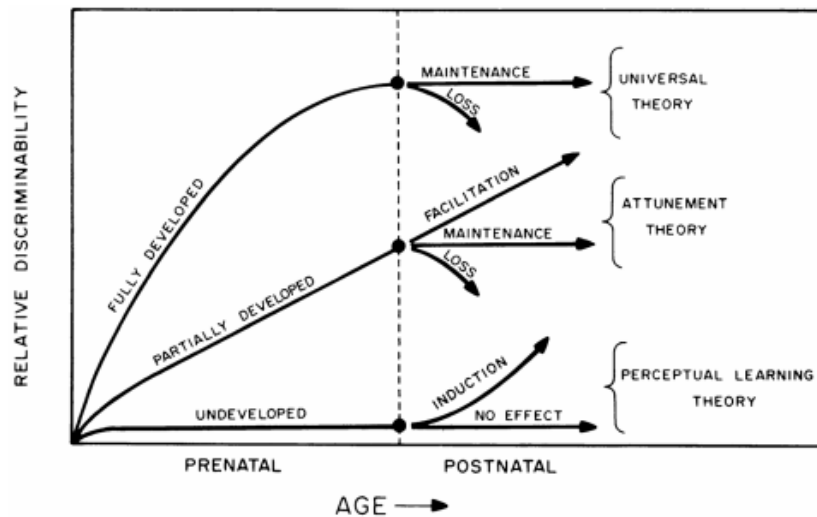 RELATIVE DISCRIMINABILITY
FULLY DEVELOPED
PARTIALLY DEVELOPED
UNDEVELOPED
MAINTENANCE
LOSS
UNIVERSAL
THEORY
FACILITATION
MAINTENANCE
LOSS
ATTUNEMENT
THEORY
INDUCTION
NO EFFECT
PERCEPTUAL LEARNING
THEORY
PRENATAL
POSTNATAL
AGE